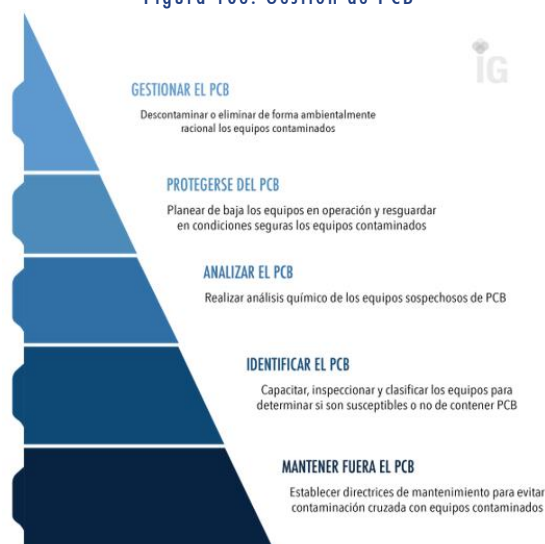 GESTIONAR EL PCB
Descontaminar o eliminar de forma ambientalmente
racional los equipos contaminados
PROTEGERSE DEL PCB
Planear de baja los equipos en operación y resguardar
en condiciones seguras los equipos contaminados
ANALIZAR EL PCB
Realizar análisis químico de los equipos sospechosos de PCB
IDENTIFICAR EL PCB
Capacitar, inspeccionar y clasificar los equipos para
determinar si son susceptibles o no de contener PCB
MANTENER FUERA EL PCB
Establecer directrices de mantenimiento para evitar
contaminación cruzada con equipos contaminados
IG